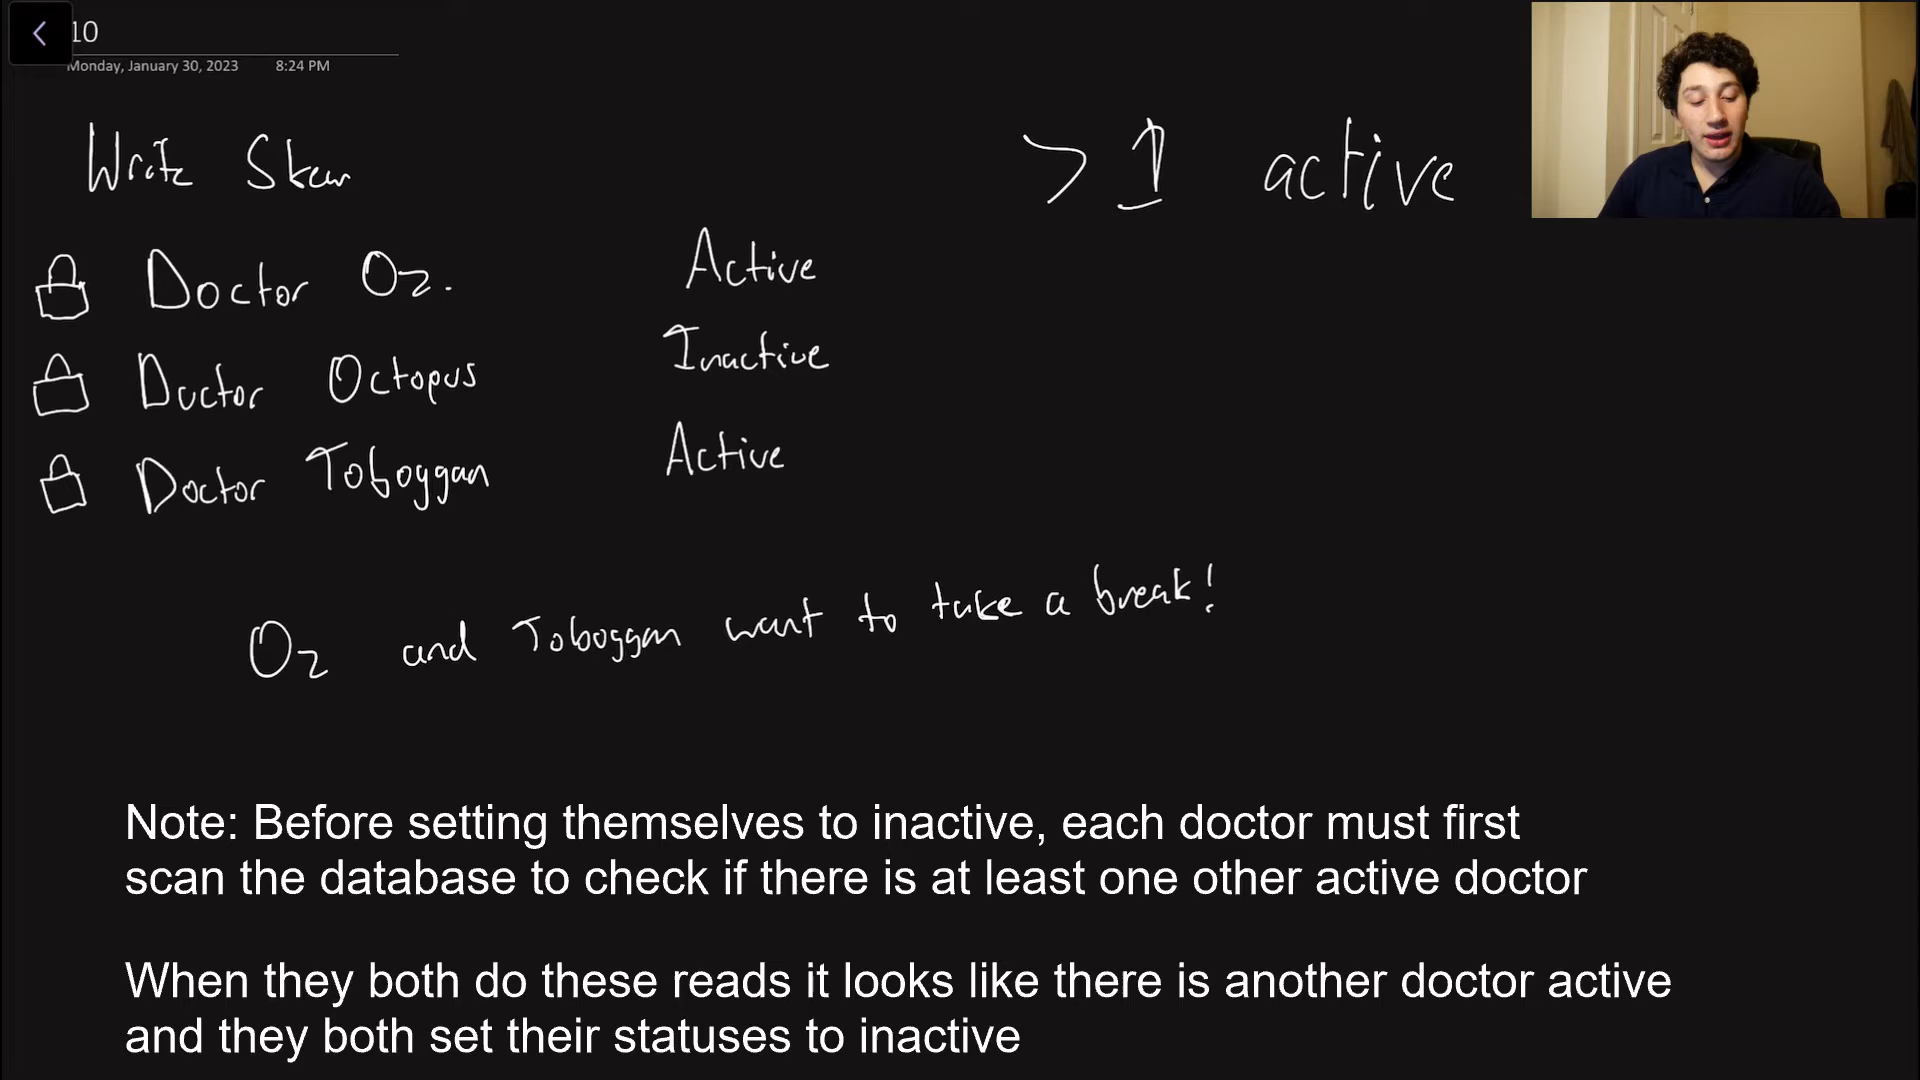 10
Monday, January 30, 2023 8:24 PM
Write Skew
> 1 active
Doctor Oz. Active
Doctor Octopus Inactive
Doctor Toboggan Active
Oz and Toboggan want to take a break!
Note: Before setting themselves to inactive, each doctor must first
scan the database to check if there is at least one other active doctor
When they both do these reads it looks like there is another doctor active
and they both set their statuses to inactive